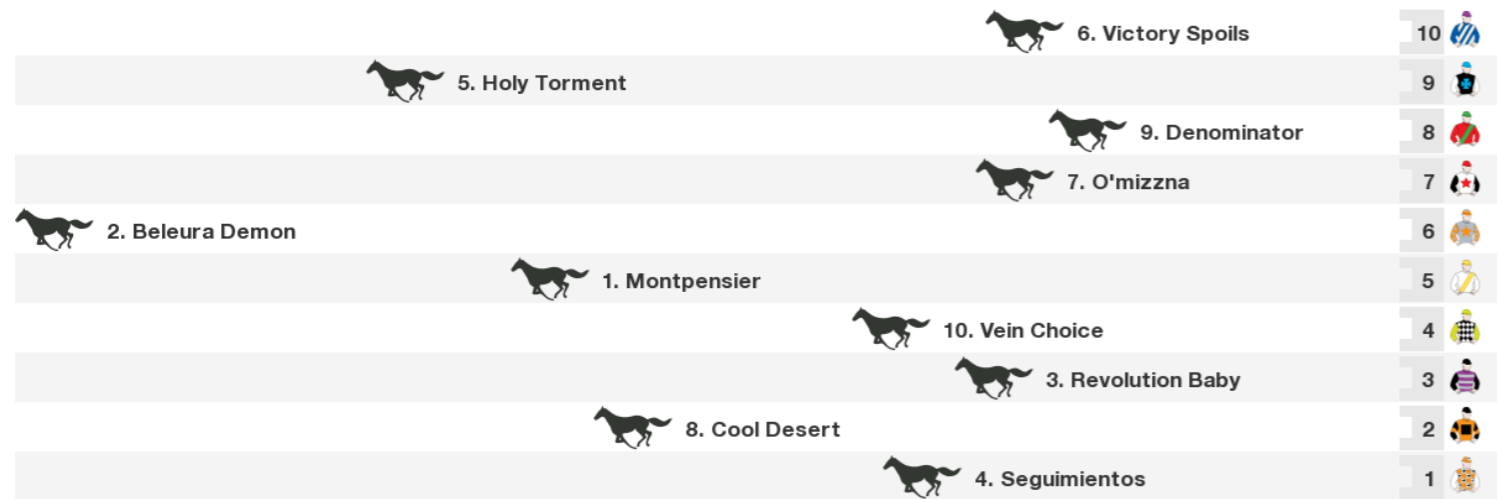 6. Victory Spoils 10
5. Holy Torment 9
9. Denominator 8
7. O'mizzna 7
2. Beleura Demon 6
1. Montpensier 5
10. Vein Choice 4
3. Revolution Baby 3
8. Cool Desert 2
4. Seguimientos 1